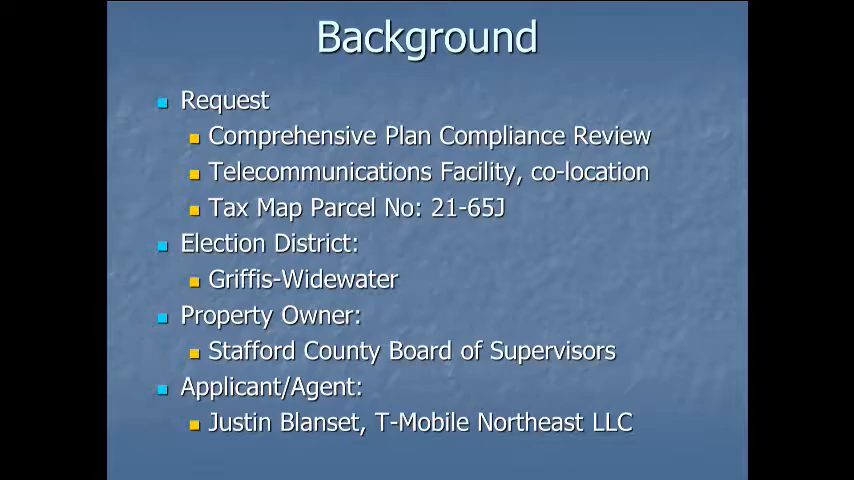 Background
Request
Comprehensive Plan Compliance Review
Telecommunications Facility, co-location
Tax Map Parcel No: 21-65J
Election District:
Griffis-Widewater
Property Owner:
Stafford County Board of Supervisors
Applicant/Agent:
Justin Blanset, T-Mobile Northeast LLC